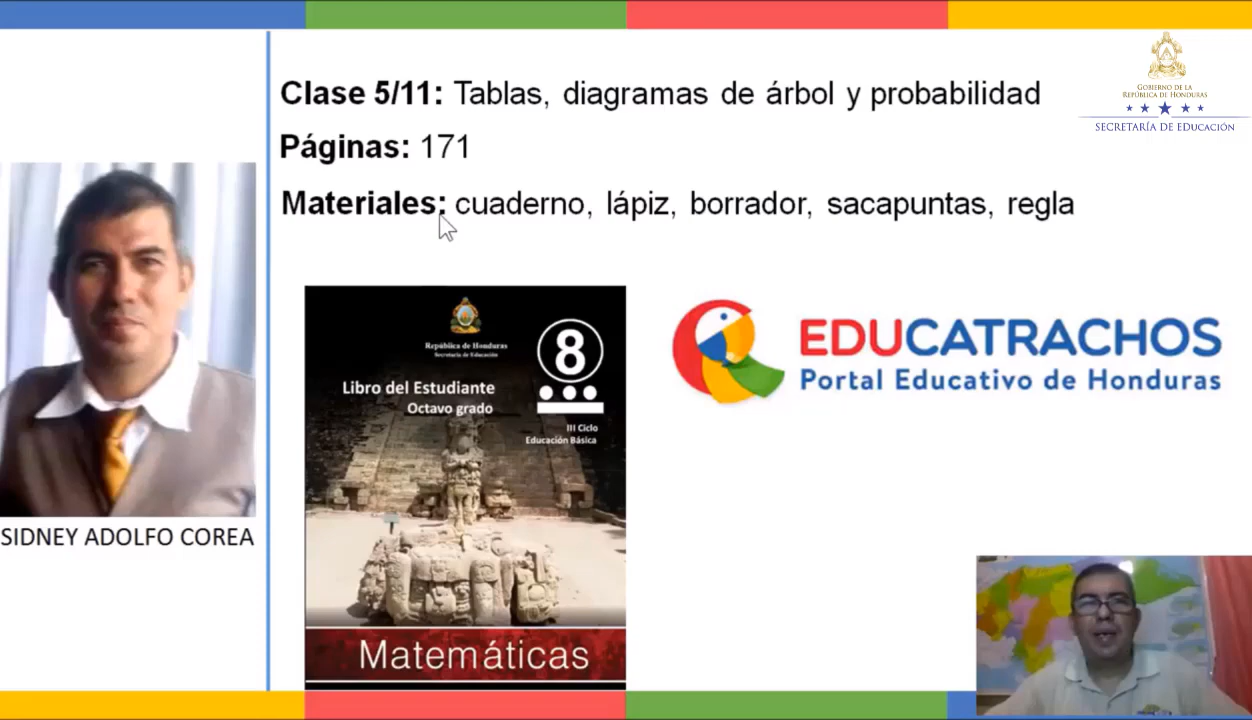 Clase 5/11: Tablas, diagramas de árbol y probabilidad
GOBIERNO DE LA
REPÚBLICA DE HONDURAS
SECRETARÍA DE EDUCACIÓN
Páginas: 171
Materiales: cuaderno, lápiz, borrador, sacapuntas, regla
SIDNEY ADOLFO COREA
República de Honduras
Secretaría de Educación
8
Libro del Estudiante
Octavo grado
III Ciclo
Educación Básica
Matemáticas
EDUCATRACHOS
Portal Educativo de Honduras